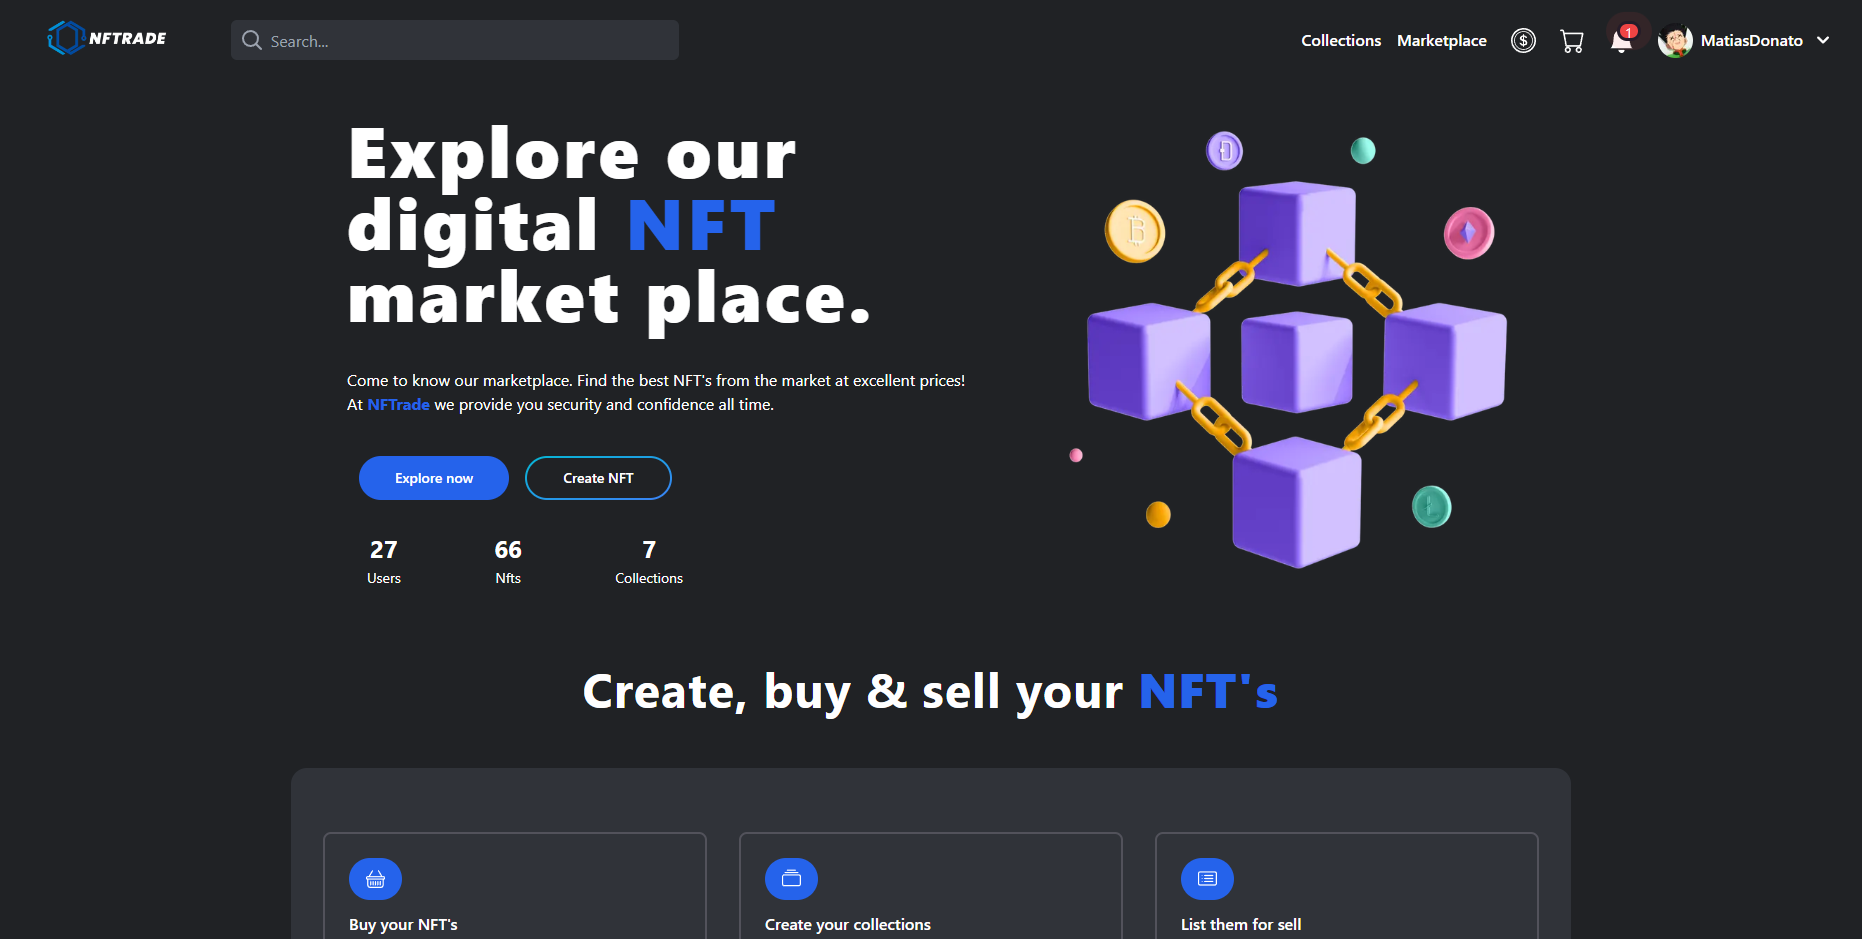 NFTRADE
Search...
Collections
Marketplace
1
MatiasDonato
Explore our
digital NFT
market place.
Come to know our marketplace. Find the best NFT's from the market at excellent prices!
At NFTrade we provide you security and confidence all time.
Explore now
Create NFT
27
Users
66
Nfts
7
Collections
Create, buy & sell your NFT's
Buy your NFT's
Create your collections
List them for sell